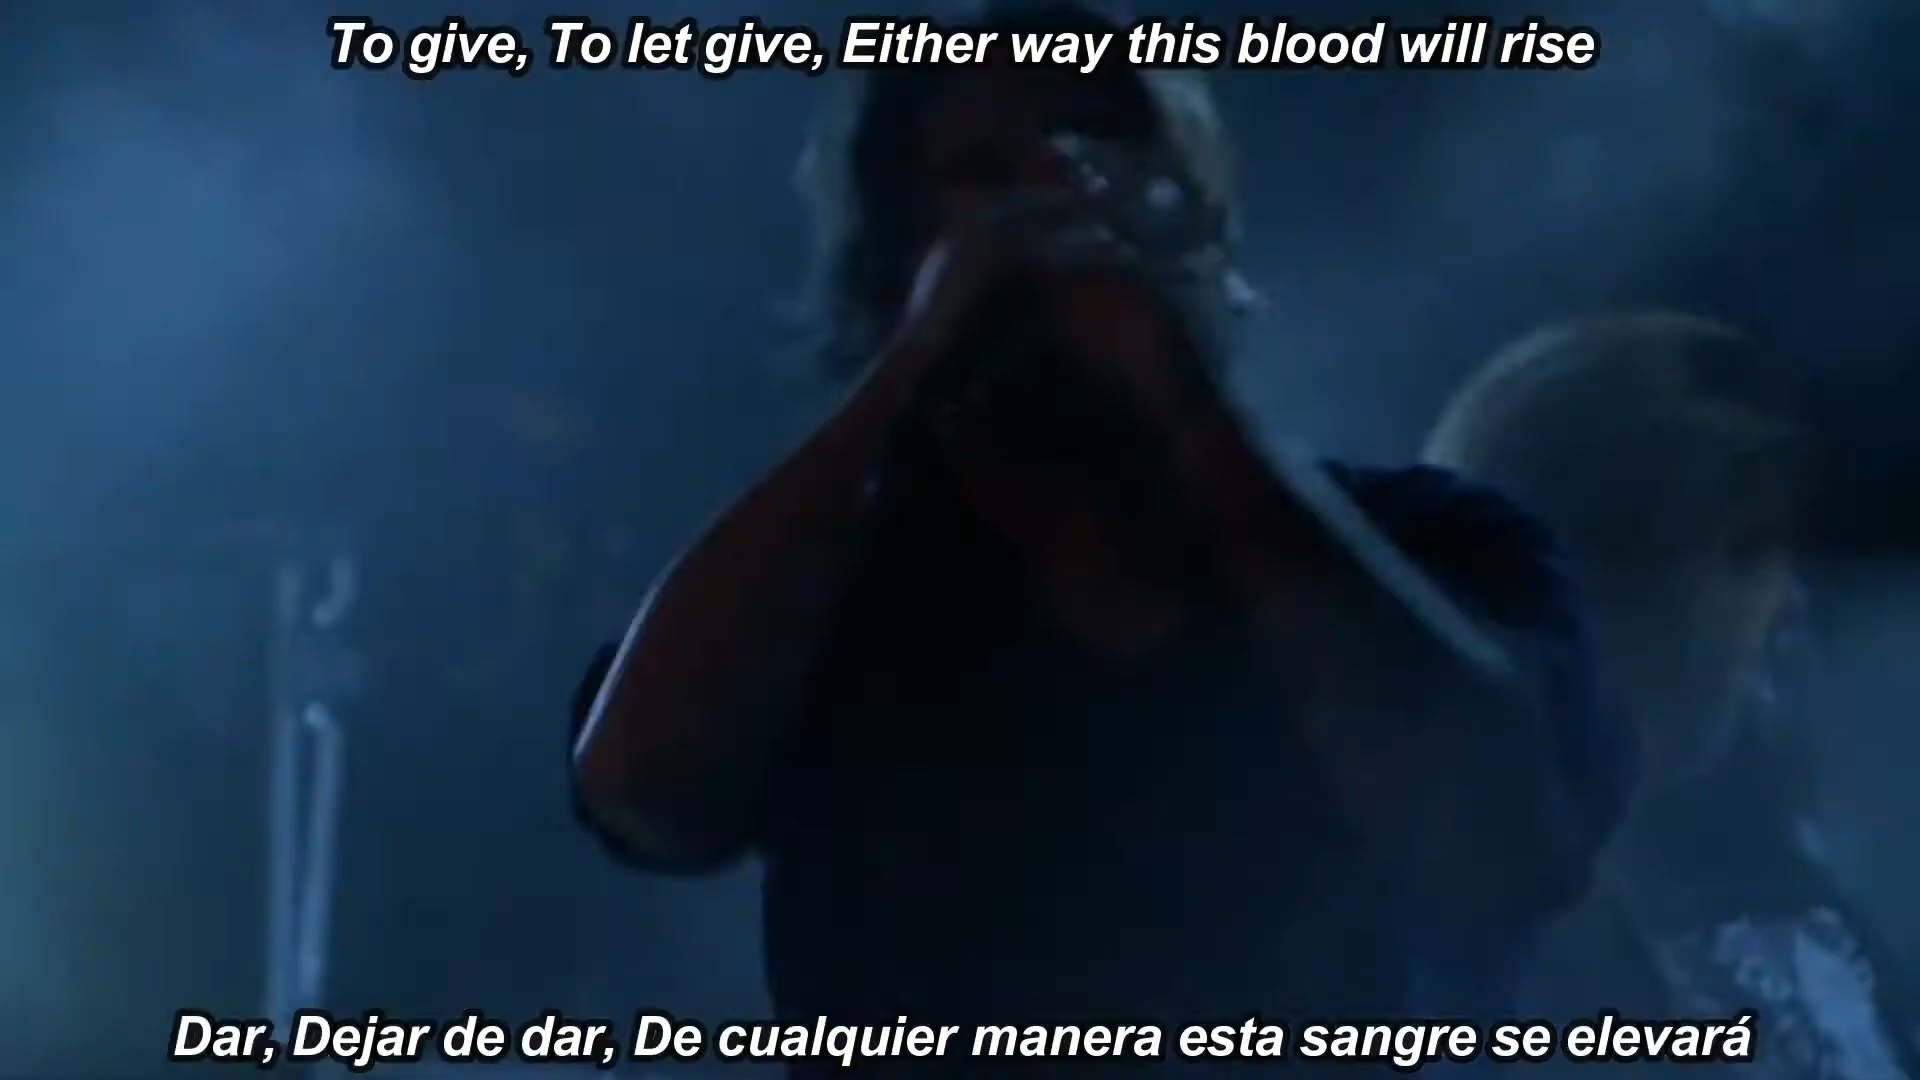 To give, To let give, Either way this blood will rise
Dar, Dejar de dar, De cualquier manera esta sangre se elevará